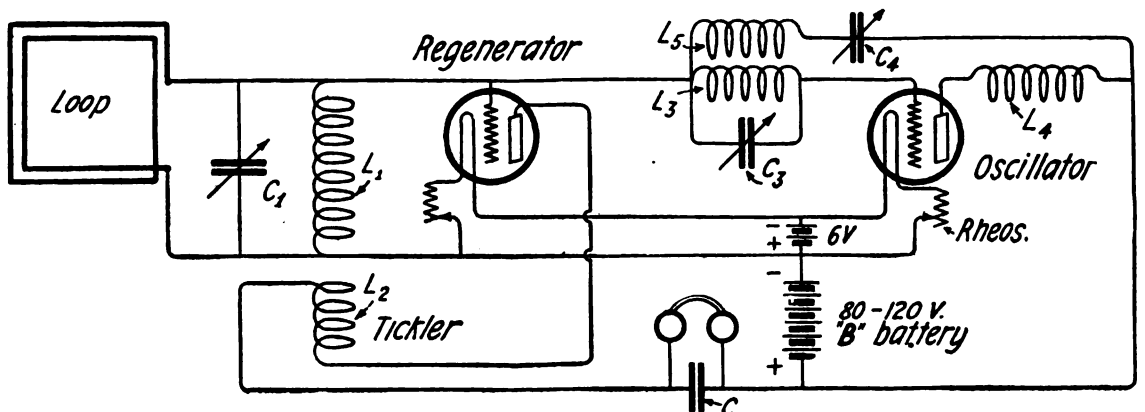 Loop
Regenerator
L5
C4
L3
C3
L4
Oscillator
C1
L1
- 
+
6V
Rheos.
L2
Tickler
-
80-120 V.
"B" battery
+
C